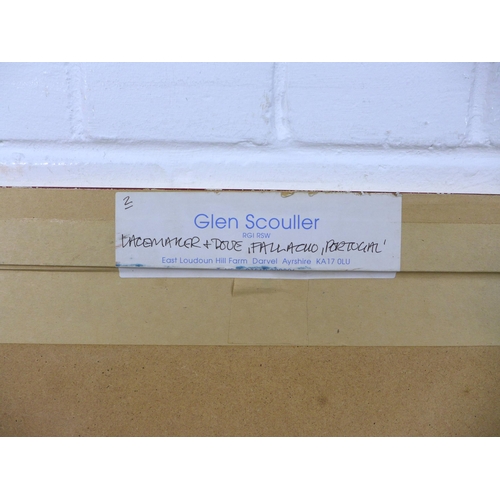 2
Glen Scouller
RGI RSW
'LACEMAKER + DOVE, FALLACHO, PORTUGAL'
East Loudoun Hill Farm Darvel Ayrshire KA17 0LU